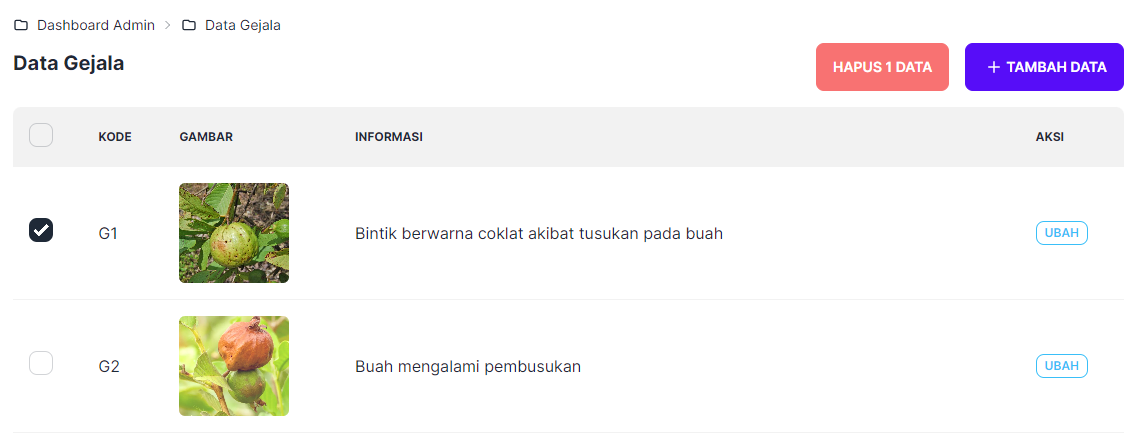 Dashboard Admin > Data Gejala
Data Gejala
HAPUS 1 DATA
+ TAMBAH DATA
KODE GAMBAR INFORMASI AKSI
G1 Bintik berwarna coklat akibat tusukan pada buah UBAH
G2 Buah mengalami pembusukan UBAH